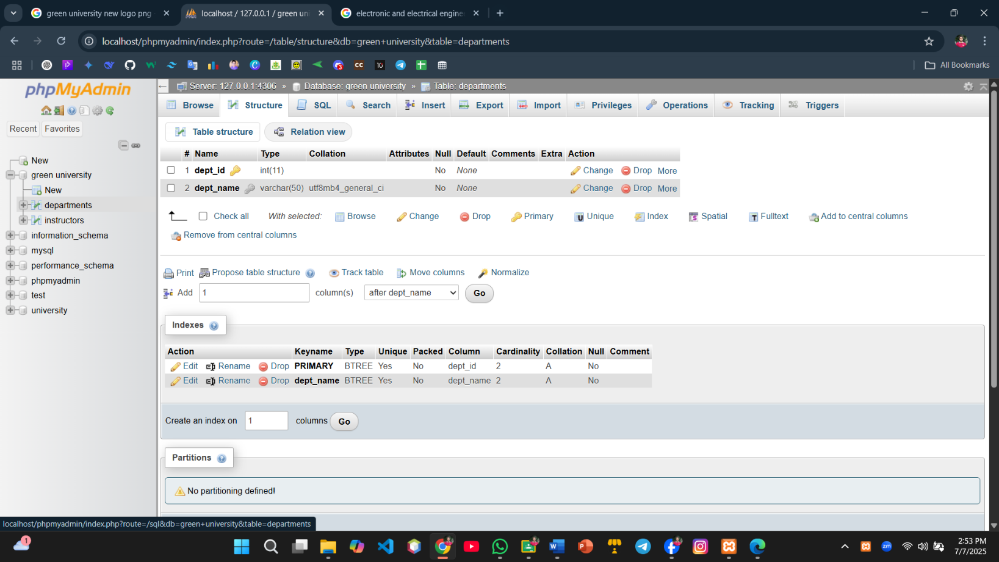 green university new logo png
localhost / 127.0.0.1 / green uni
electronic and electrical engine
localhost/phpmyadmin/index.php?route=/table/structure&db=green+university&table=departments
cc
10
3
All Bookmarks
phpMyAdmin
Recent
Favorites
New
green university
New
departments
instructors
information_schema
mysql
performance_schema
phpmyadmin
test
university
Server: 127.0.0.1:4306 » Database: green university » Table: departments
Browse Structure SQL Search Insert Export Import Privileges Operations Tracking Triggers
Table structure Relation view
# Name Type Collation Attributes Null Default Comments Extra Action
1 dept_id int(11) No None Change Drop More
2 dept_name varchar(50) utf8mb4_general_ci No None Change Drop More
Check all With selected: Browse Change Drop Primary Unique Index Spatial Fulltext Add to central columns
Remove from central columns
Print Propose table structure Track table Move columns Normalize
Add 1 column(s) after dept_name Go
Indexes
Action Keyname Type Unique Packed Column Cardinality Collation Null Comment
Edit Rename Drop PRIMARY BTREE Yes No dept_id 2 A No
Edit Rename Drop dept_name BTREE Yes No dept_name 2 A No
Create an index on 1 columns Go
Partitions
No partitioning defined!
localhost/phpmyadmin/index.php?route=/sql&db=green+university&table=departments
1
zm
2:53 PM
7/7/2025